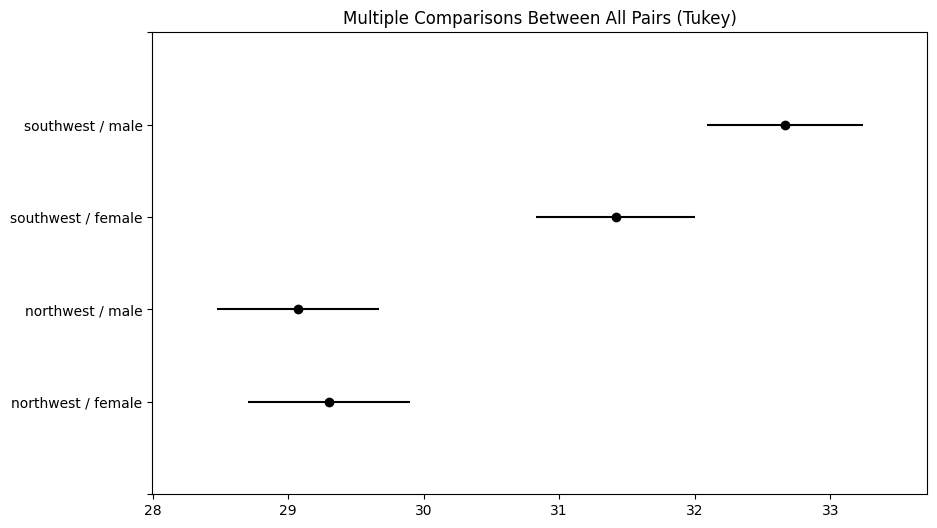 Multiple Comparisons Between All Pairs (Tukey)
southwest / male
southwest / female
northwest / male
northwest / female
28 29 30 31 32 33